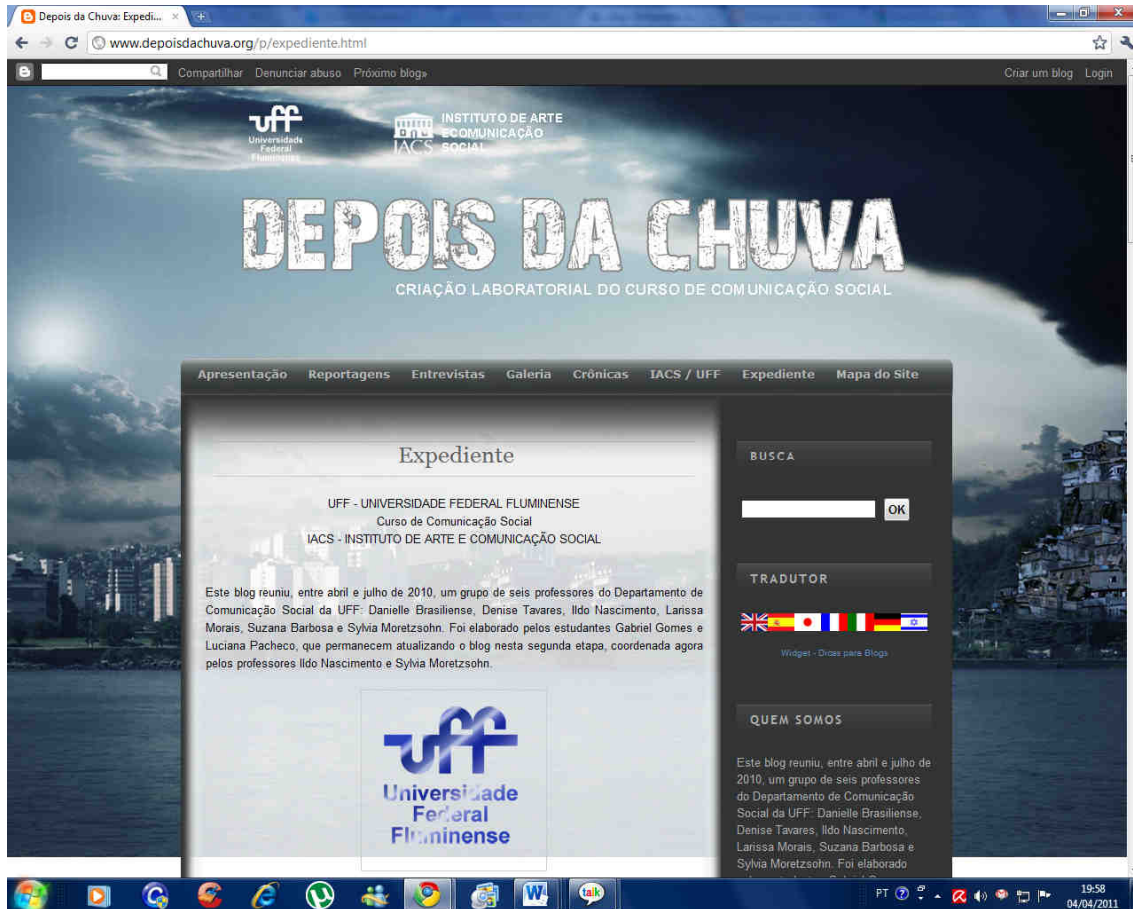 Depois da Chuva: Expedi...
www.depoisdachuva.org/p/expediente.html
Compartilhar Denunciar abuso Próximo blog» Criar um blog Login
uff
Universidade
Federal
Fluminense
IACS
INSTITUTO DE ARTE
ECOMUNICAÇÃO
SOCIAL
DEPOIS DA CHUVA
CRIAÇÃO LABORATORIAL DO CURSO DE COMUNICAÇÃO SOCIAL
Apresentação Reportagens Entrevistas Galeria Crônicas IACS / UFF Expediente Mapa do Site
Expediente
UFF - UNIVERSIDADE FEDERAL FLUMINENSE
Curso de Comunicação Social
IACS - INSTITUTO DE ARTE E COMUNICAÇÃO SOCIAL
Este blog reuniu, entre abril e julho de 2010, um grupo de seis professores do Departamento de
Comunicação Social da UFF: Danielle Brasiliense, Denise Tavares, Ildo Nascimento, Larissa
Morais, Suzana Barbosa e Sylvia Moretzsohn. Foi elaborado pelos estudantes Gabriel Gomes e
Luciana Pacheco, que permanecem atualizando o blog nesta segunda etapa, coordenada agora
pelos professores Ildo Nascimento e Sylvia Moretzsohn.
uff
Universidade
Federal
Fluminense
BUSCA
OK
TRADUTOR
Widget - Dicas para Blogs
QUEM SOMOS
Este blog reuniu, entre abril e julho de
2010, um grupo de seis professores
do Departamento de Comunicação
Social da UFF: Danielle Brasiliense,
Denise Tavares, Ildo Nascimento,
Larissa Morais, Suzana Barbosa e
Sylvia Moretzsohn. Foi elaborado
W
talk
PT
19:58
04/04/2011